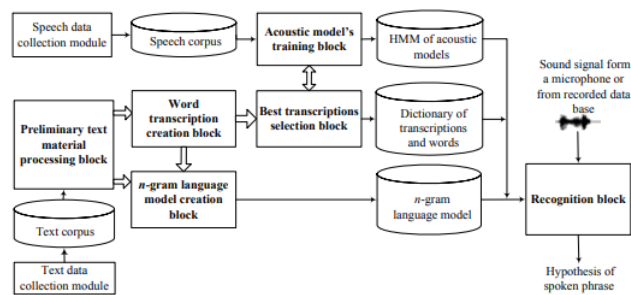 Speech data
collection module
Speech corpus
Acoustic model's
training block
HMM of acoustic
models
Sound signal form
a microphone or
from recorded data
base
Preliminary text
material
processing block
Word
transcription
creation block
Best transcriptions
selection block
Dictionary of
transcriptions
and words
n-gram language
model creation
block
n-gram
language model
Recognition block
Text corpus
Text data
collection module
Hypothesis of
spoken phrase